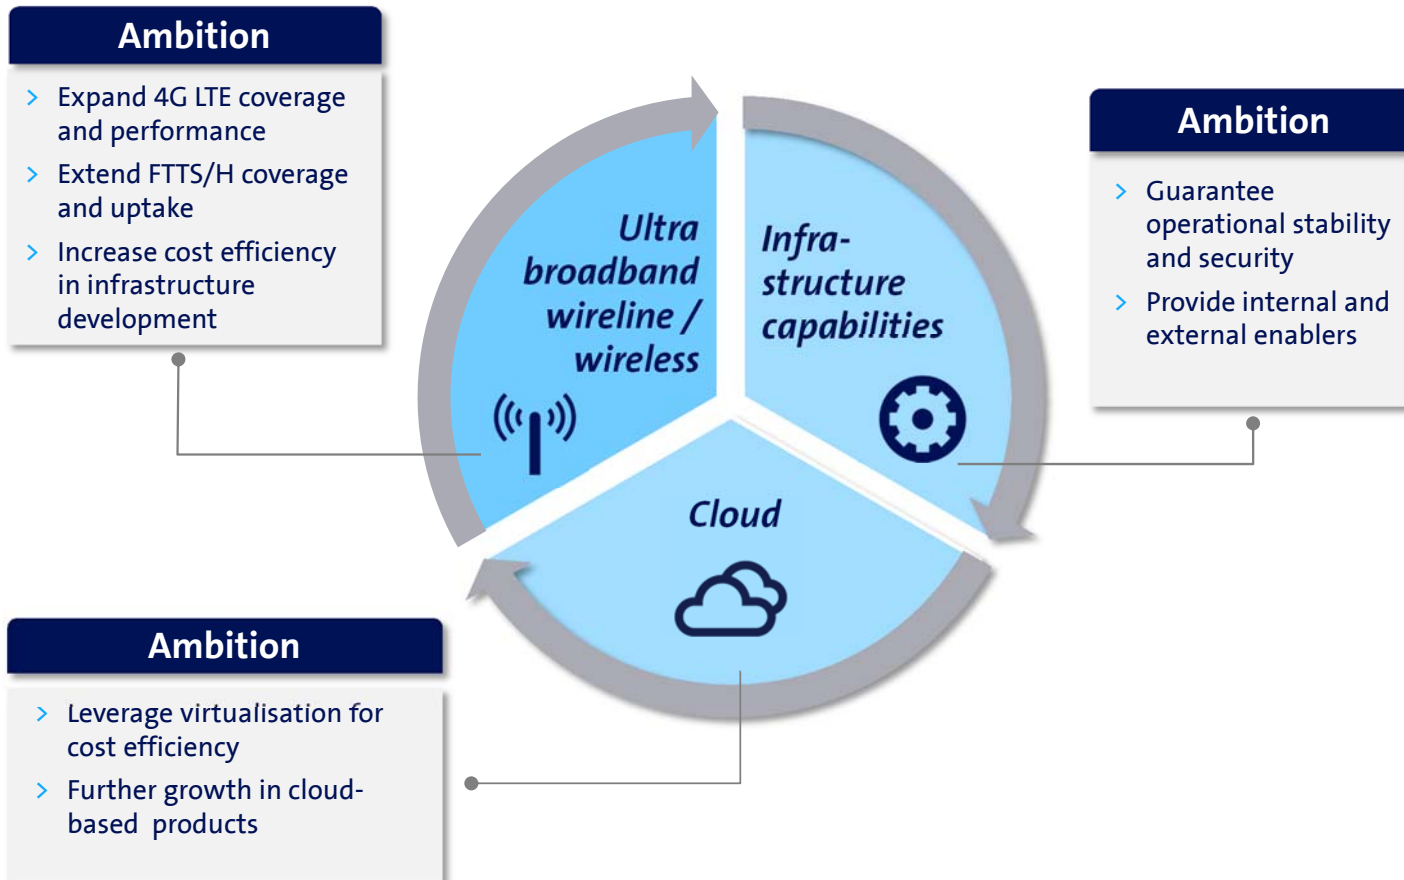 Ambition
> Expand 4G LTE coverage
and performance
> Extend FTTS/H coverage
and uptake
> Increase cost efficiency
in infrastructure
development
Ultra
broadband
wireline /
wireless
Infra-
structure
capabilities
Ambition
> Guarantee
operational stability
and security
> Provide internal and
external enablers
Cloud
Ambition
> Leverage virtualisation for
cost efficiency
> Further growth in cloud-
based products